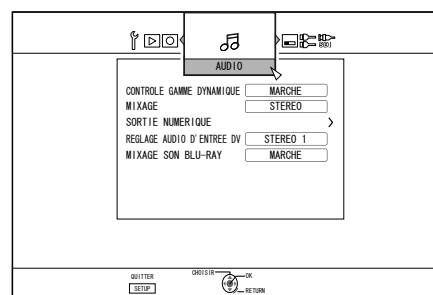 AUDIO
CONTROLE GAMME DYNAMIQUE MARCHE
MIXAGE STEREO
SORTIE NUMERIQUE
REGLAGE AUDIO D'ENTREE DV STEREO 1
MIXAGE SON BLU-RAY MARCHE
QUITTER CHOISIR OK
SETUP RETURN